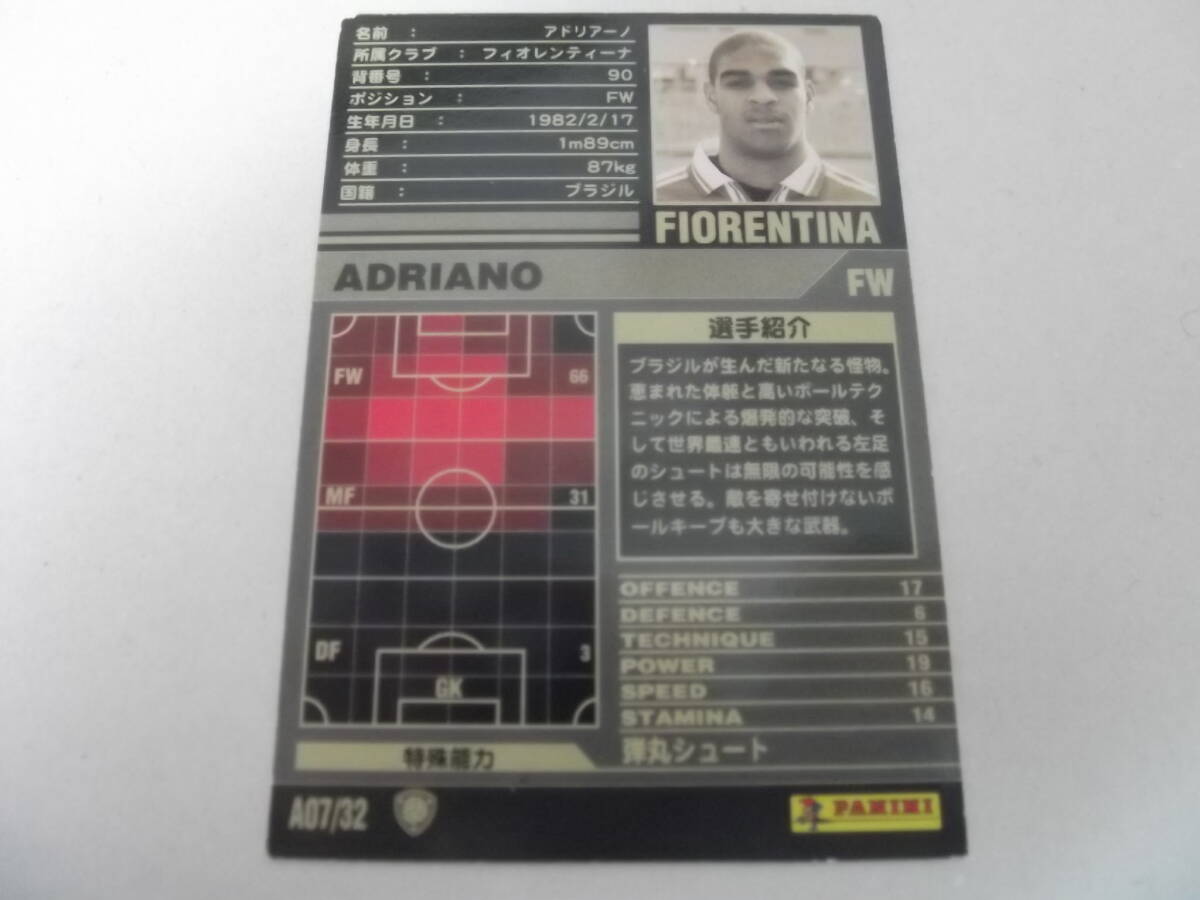 名前 : アドリアーノ
所属クラブ : フィオレンティーナ
背番号 : 90
ポジション : FW
生年月日 : 1982/2/17
身長 : 1m89cm
体重 : 87kg
国籍 : ブラジル
FIORENTINA
ADRIANO
FW
FW 66
MF 31
DF 3
GK
選手紹介
ブラジルが生んだ新たなる怪物。
恵まれた体躯と高いボールテク
ニックによる爆発的な突破、そ
して世界最速ともいわれる左足
のシュートは無限の可能性を感
じさせる。敵を寄せ付けないボ
ールキープも大きな武器。
OFFENCE 17
DEFENCE 6
TECHNIQUE 15
POWER 19
SPEED 16
STAMINA 14
特殊能力
弾丸シュート
A07/32
PANINI